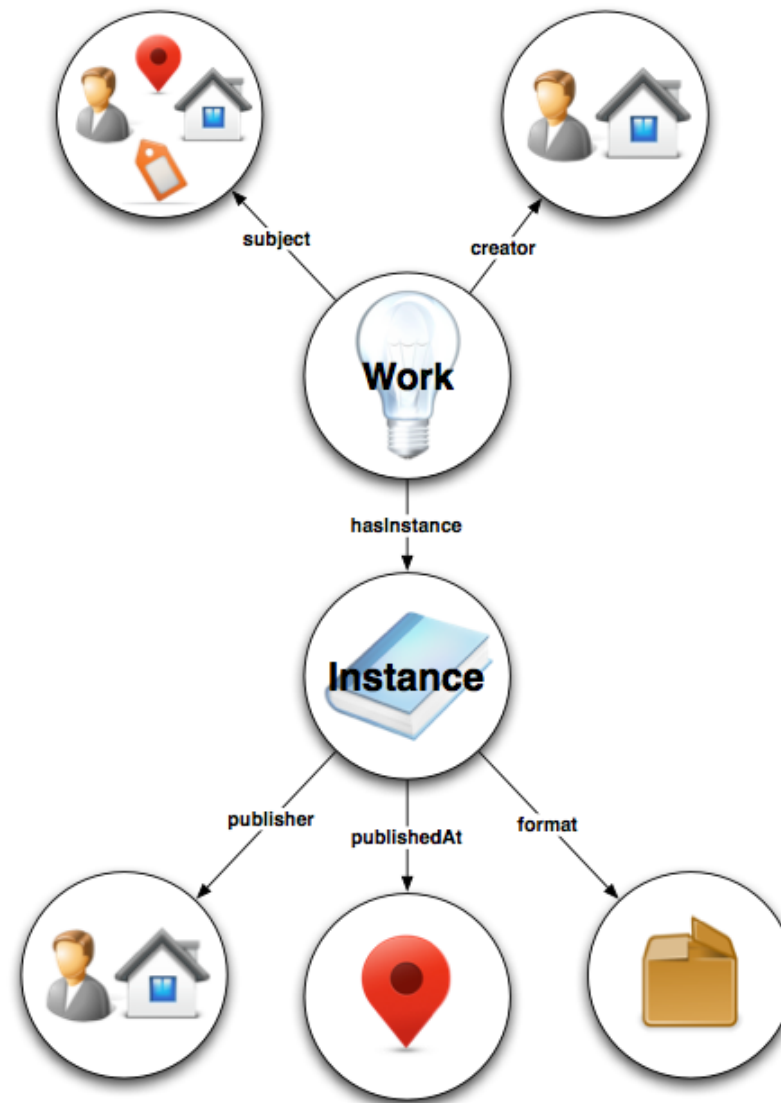 subject
creator
Work
hasInstance
Instance
publisher
publishedAt
format